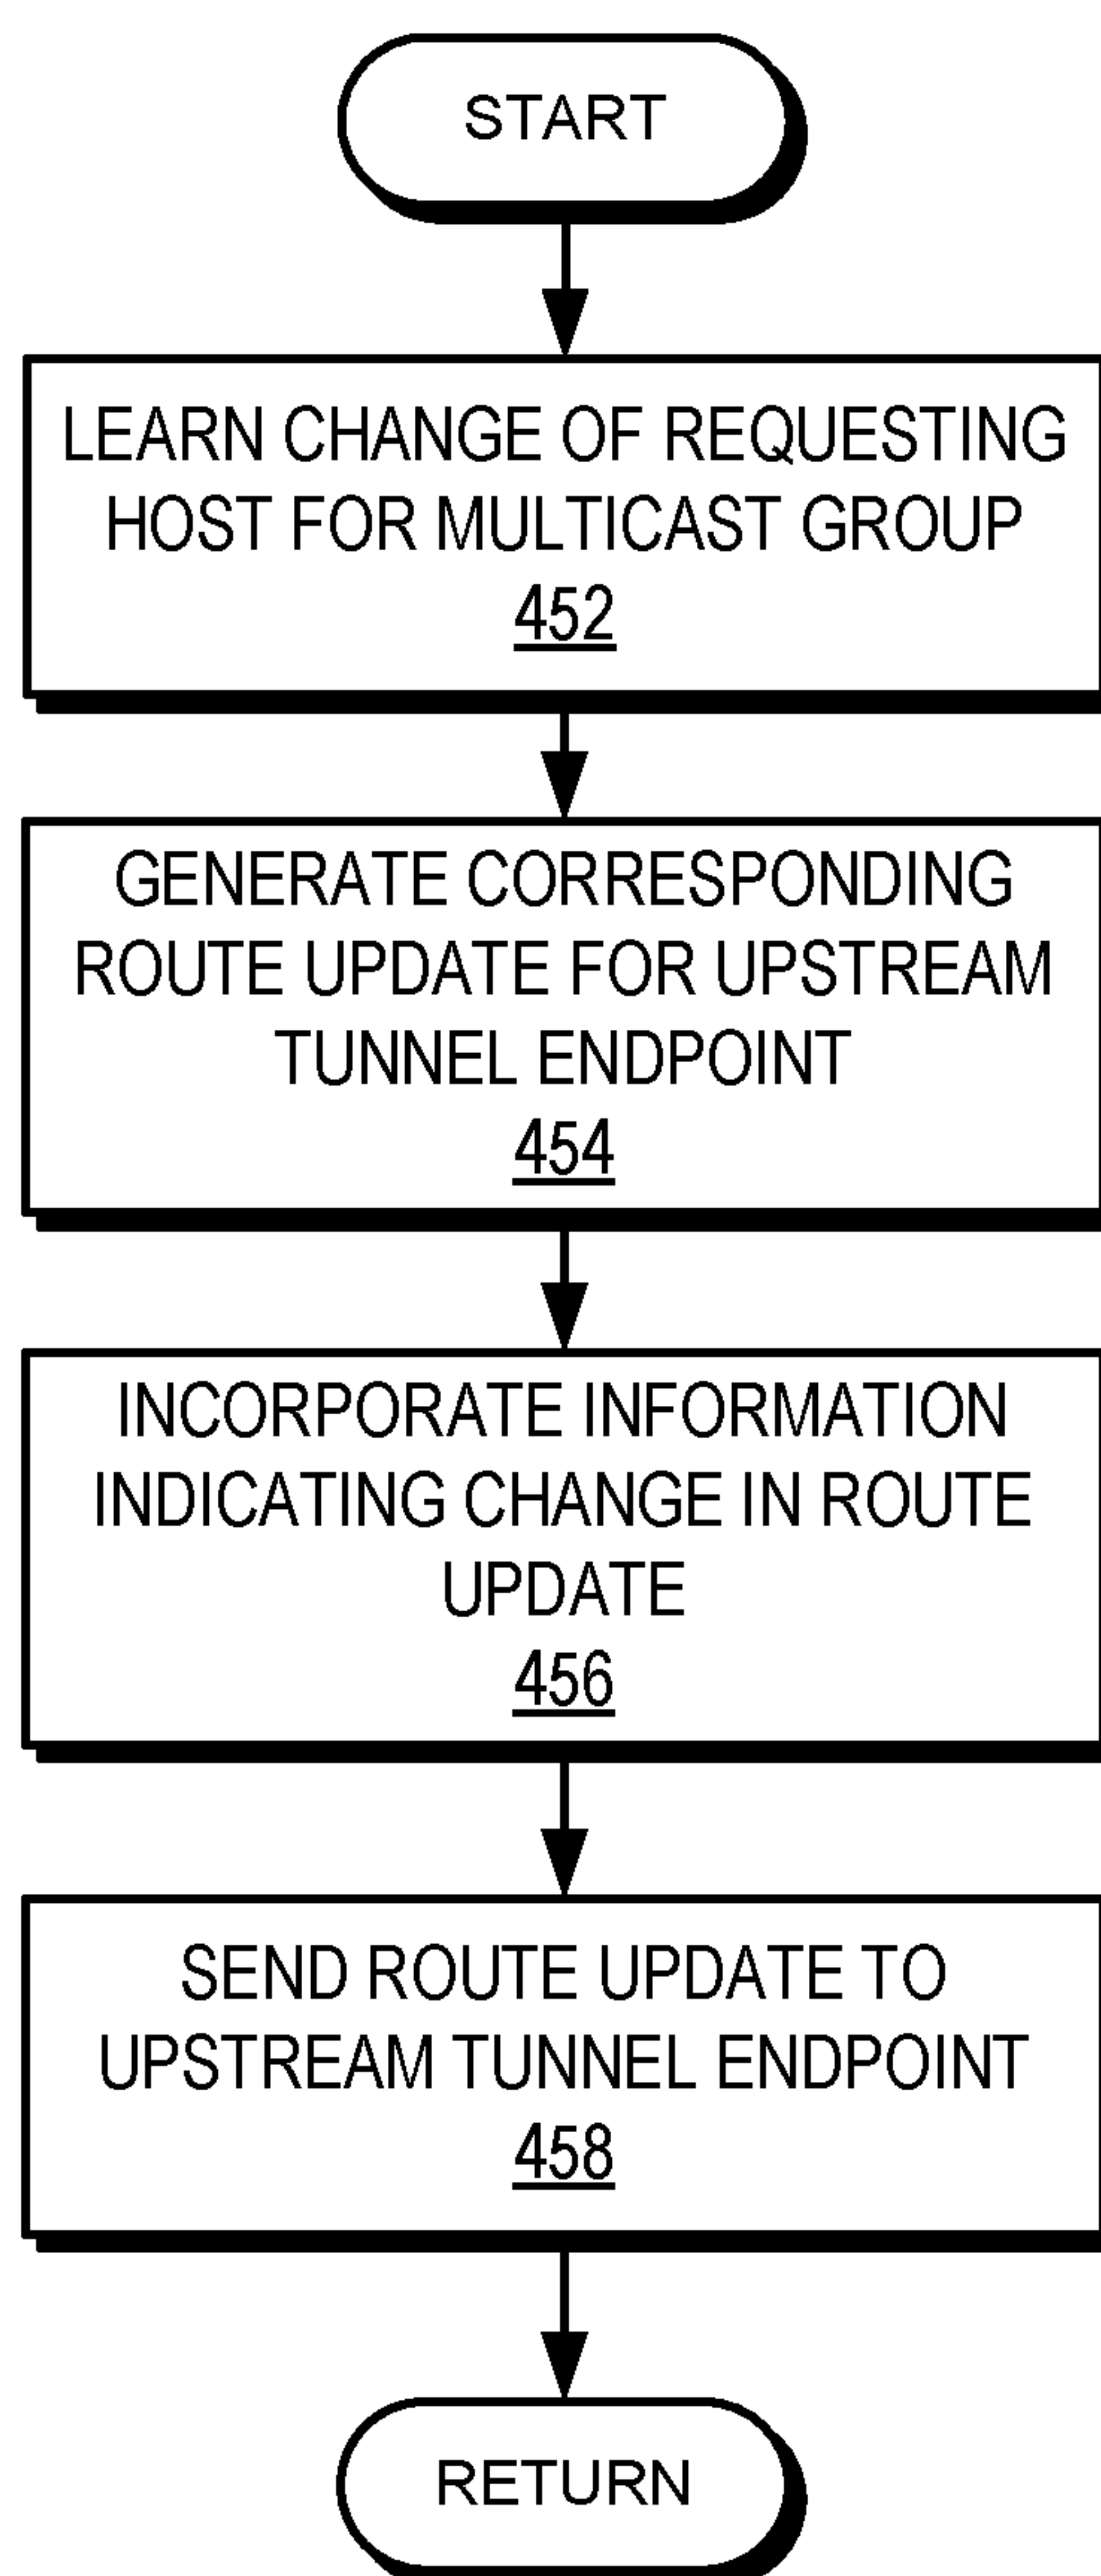 START
LEARN CHANGE OF REQUESTING
HOST FOR MULTICAST GROUP
452
GENERATE CORRESPONDING
ROUTE UPDATE FOR UPSTREAM
TUNNEL ENDPOINT
454
INCORPORATE INFORMATION
INDICATING CHANGE IN ROUTE
UPDATE
456
SEND ROUTE UPDATE TO
UPSTREAM TUNNEL ENDPOINT
458
RETURN